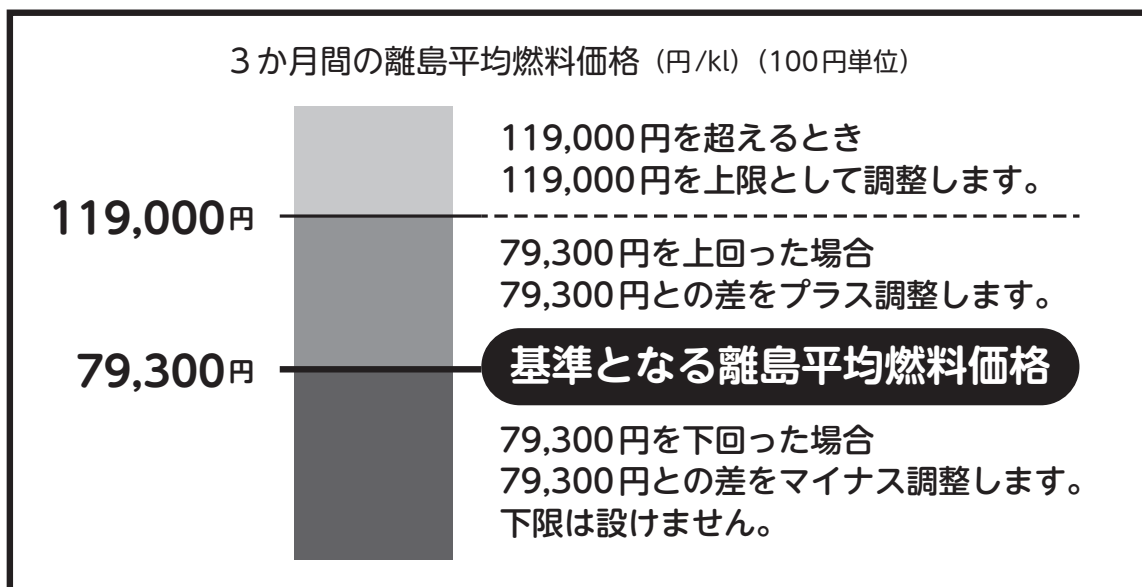 3か月間の離島平均燃料価格(円/kl)(100円単位)
119,000円を超えるとき
119,000円を上限として調整します。
119,000円
79,300円を上回った場合
79,300円との差をプラス調整します。
79,300円
基準となる離島平均燃料価格
79,300円を下回った場合
79,300円との差をマイナス調整します。
下限は設けません。